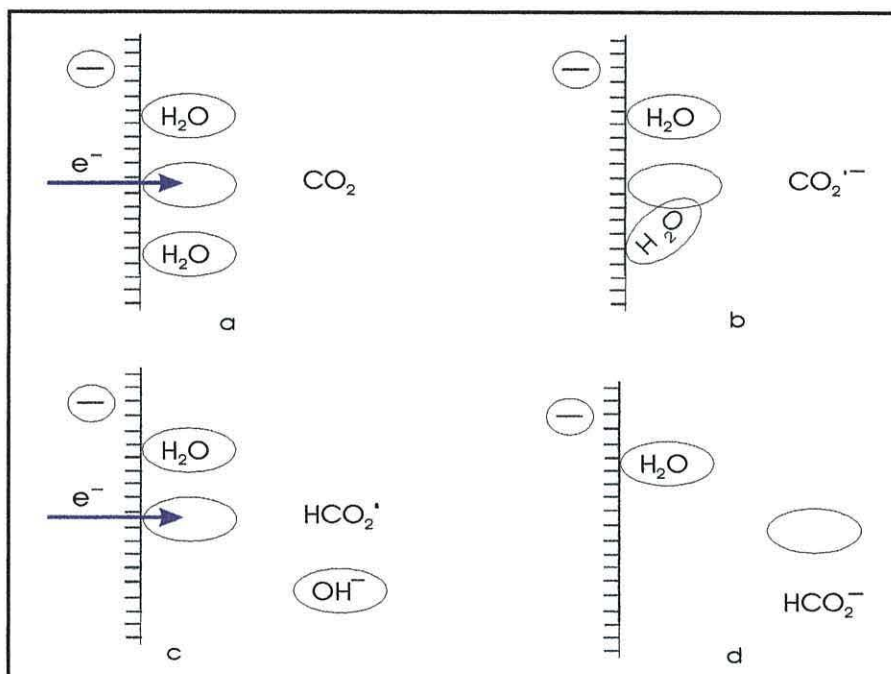 H₂O
e⁻
CO₂
H₂O
a
H₂O
CO₂˙⁻
H₂O
b
H₂O
e⁻
HCO₂˙
OH⁻
c
H₂O
HCO₂⁻
d